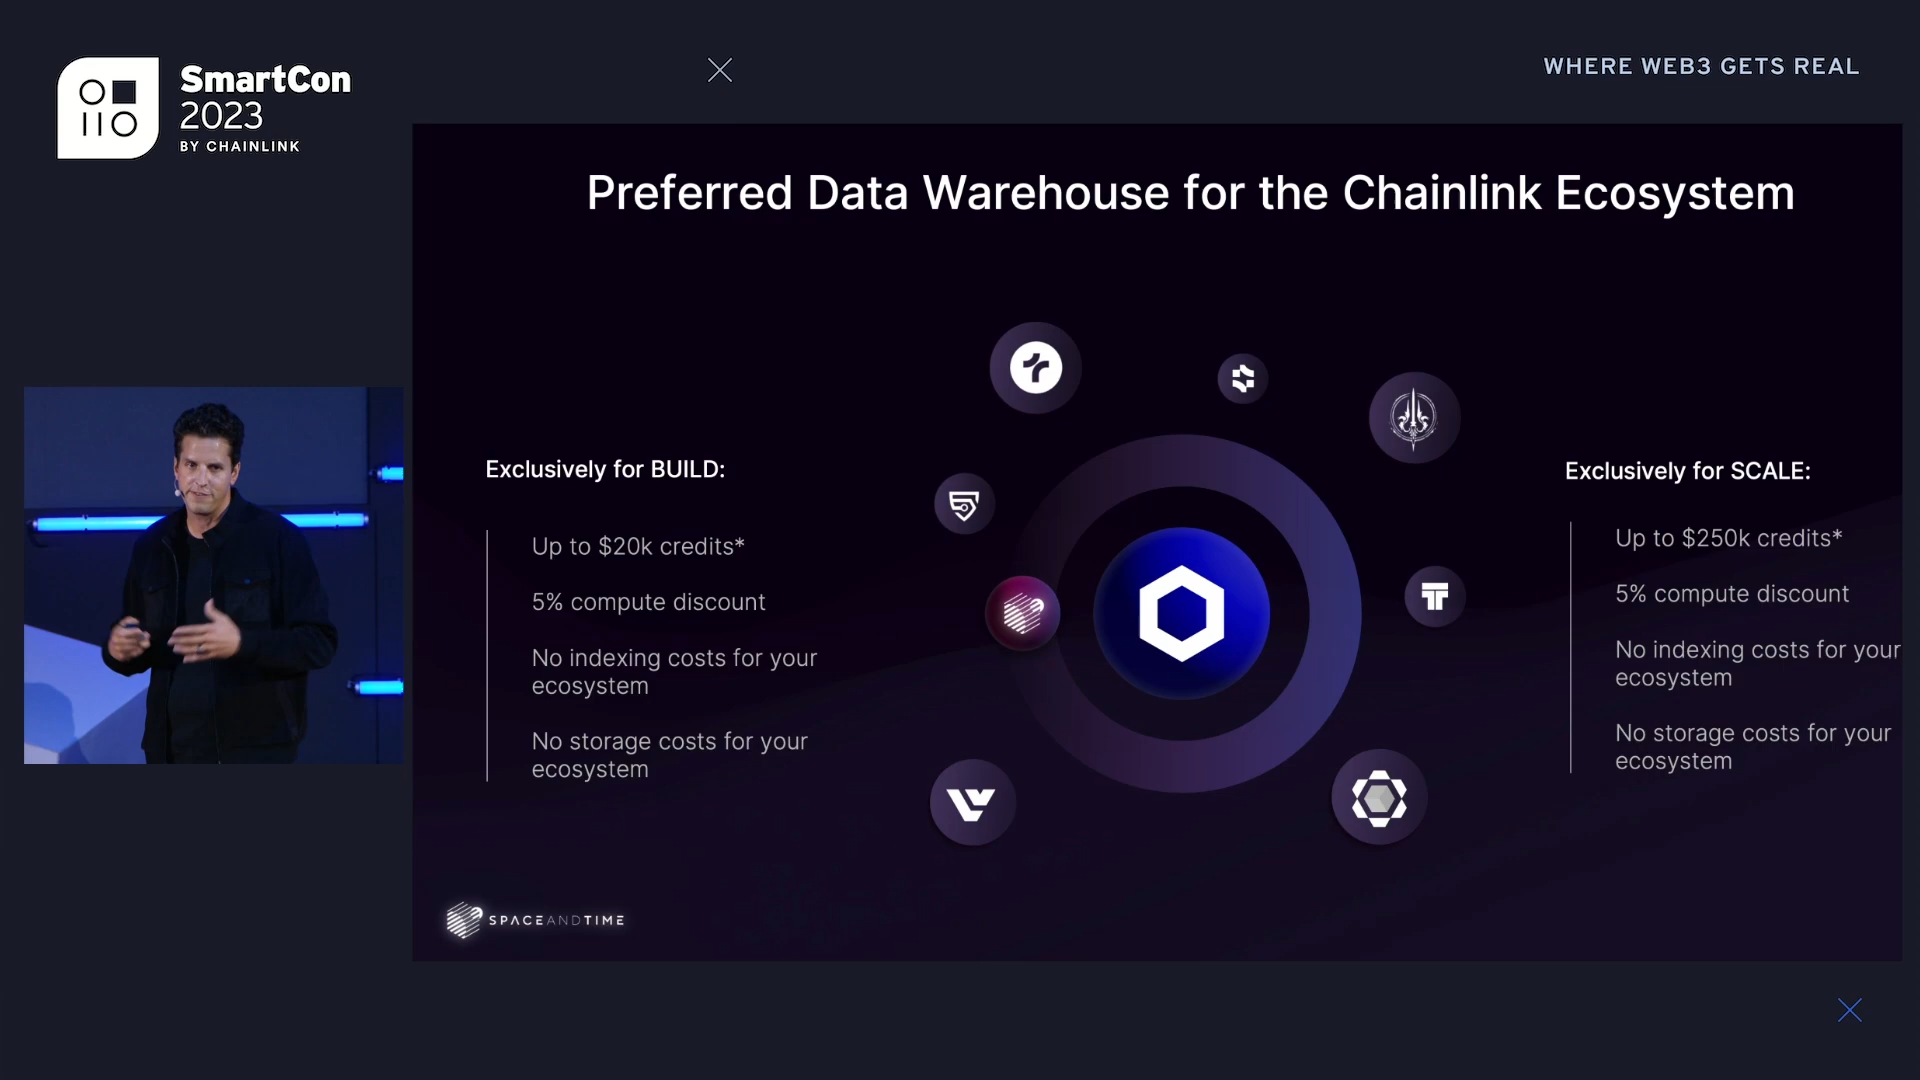 SmartCon
2023
BY CHAINLINK
WHERE WEB3 GETS REAL
Preferred Data Warehouse for the Chainlink Ecosystem
Exclusively for BUILD:
Up to $20k credits*
5% compute discount
No indexing costs for your
ecosystem
No storage costs for your
ecosystem
Exclusively for SCALE:
Up to $250k credits*
5% compute discount
No indexing costs for your
ecosystem
No storage costs for your
ecosystem
SPACEANDTIME